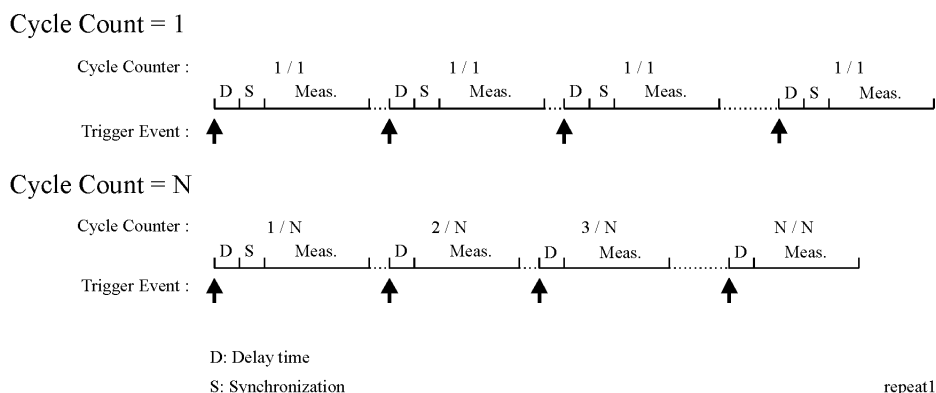 Cycle Count = 1
Cycle Counter : 1 / 1 1 / 1 1 / 1 1 / 1
D S Meas. D S Meas. D S Meas. D S Meas.
Trigger Event :
Cycle Count = N
Cycle Counter : 1 / N 2 / N 3 / N N / N
D S Meas. D Meas. D Meas. D Meas.
Trigger Event :
D: Delay time
S: Synchronization repeat1